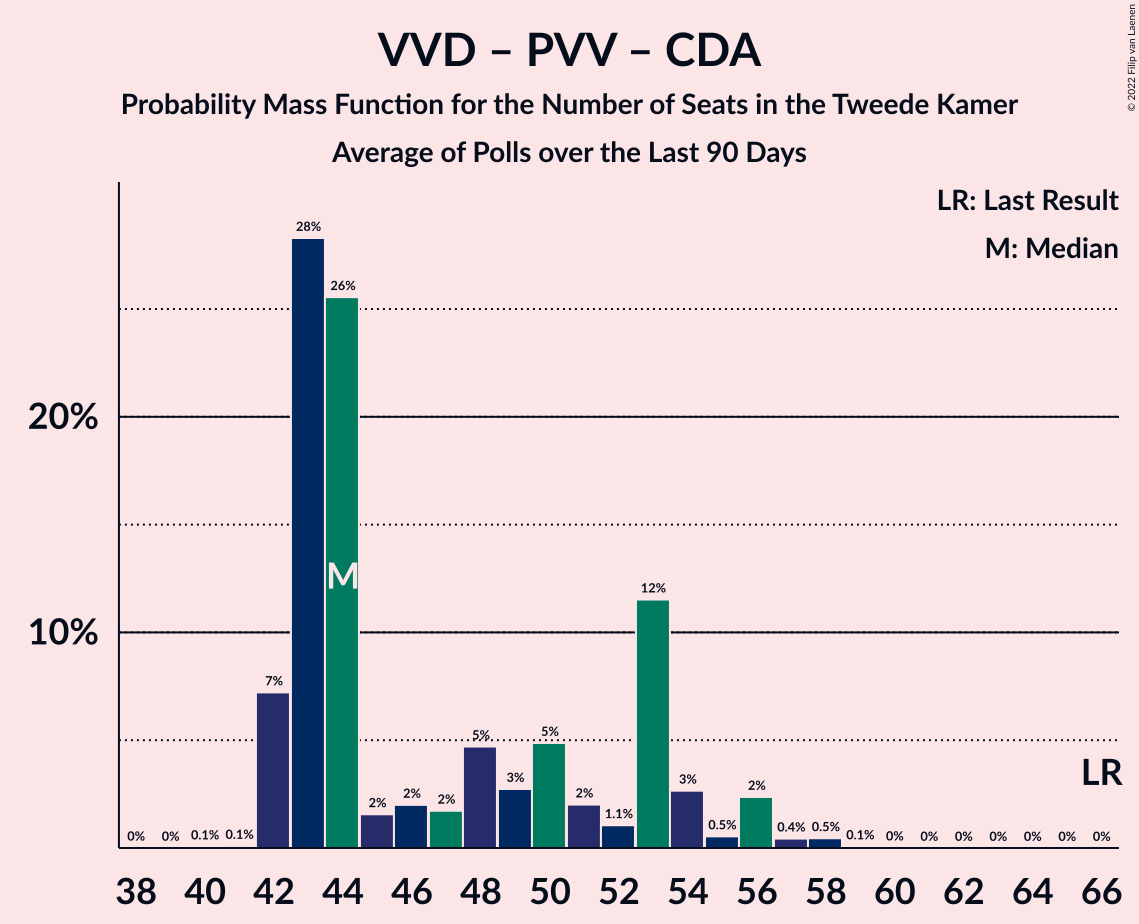 VVD – PVV – CDA
Probability Mass Function for the Number of Seats in the Tweede Kamer
Average of Polls over the Last 90 Days
© 2022 Filip van Laenen
LR: Last Result
M: Median
20%
10%
0% 0% 0.1% 0.1% 7% 28% 26% 2% 2% 2% 5% 3% 5% 2% 1.1% 12% 3% 0.5% 2% 0.4% 0.5% 0.1% 0% 0% 0% 0% 0% 0% 0%
M
LR
38 40 42 44 46 48 50 52 54 56 58 60 62 64 66